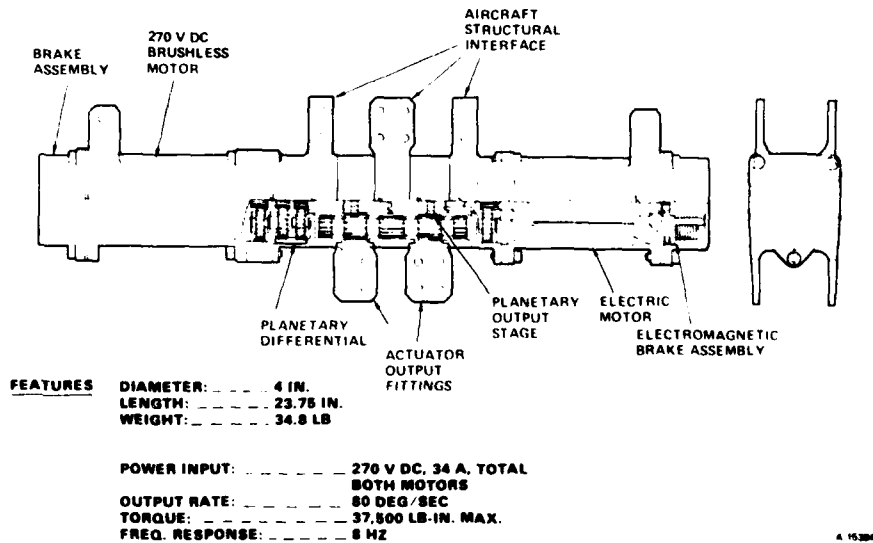 AIRCRAFT
STRUCTURAL
INTERFACE
270 V DC
BRUSHLESS
MOTOR
BRAKE
ASSEMBLY
PLANETARY
DIFFERENTIAL
ACTUATOR
OUTPUT
FITTINGS
PLANETARY
OUTPUT
STAGE
ELECTRIC
MOTOR
ELECTROMAGNETIC
BRAKE ASSEMBLY
FEATURES DIAMETER: _ _ _ _ _ 4 IN.
LENGTH: _ _ _ _ _ _ 23.75 IN.
WEIGHT: _ _ _ _ _ _ 34.8 LB
POWER INPUT: _ _ _ _ _ _ 270 V DC, 34 A, TOTAL
BOTH MOTORS
OUTPUT RATE: _ _ _ _ _ _ 80 DEG/SEC
TORQUE: _ _ _ _ _ _ _ _ 37,500 LB-IN. MAX.
FREQ. RESPONSE: _ _ _ _ 8 HZ